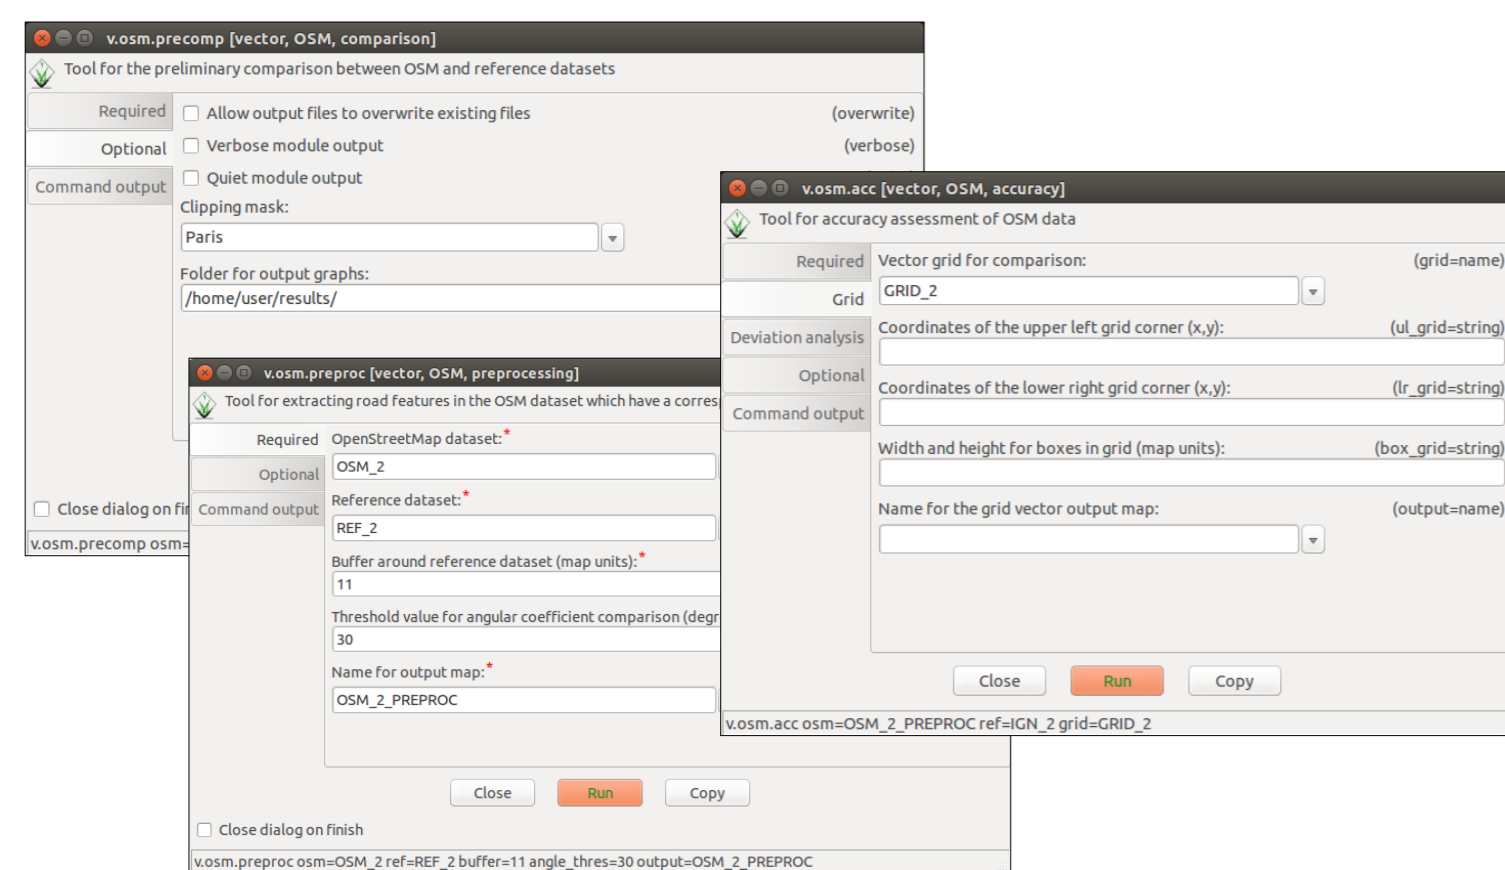 v.osm.precomp [vector, OSM, comparison]
Tool for the preliminary comparison between OSM and reference datasets
Required
Optional
Command output
Allow output files to overwrite existing files (overwrite)
Verbose module output (verbose)
Quiet module output
Clipping mask:
Paris
Folder for output graphs:
/home/user/results/
Close dialog on
v.osm.precomp osm=
v.osm.preproc [vector, OSM, preprocessing]
Tool for extracting road features in the OSM dataset which have a
Required
Optional
Command output
OpenStreetMap dataset:*
OSM_2
Reference dataset:*
REF_2
Buffer around reference dataset (map units):*
11
Threshold value for angular coefficient comparison (degr
30
Name for output map:*
OSM_2_PREPROC
Close Run Copy
Close dialog on finish
v.osm.preproc osm=OSM_2 ref=REF_2 buffer=11 angle_thres=30 output=OSM_2_PREPROC
v.osm.acc [vector, OSM, accuracy]
Tool for accuracy assessment of OSM data
Required
Grid
Deviation analysis
Optional
Command output
Vector grid for comparison: (grid=name)
GRID_2
Coordinates of the upper left grid corner (x,y): (ul_grid=string)
Coordinates of the lower right grid corner (x,y): (lr_grid=string)
Width and height for boxes in grid (map units): (box_grid=string)
Name for the grid vector output map: (output=name)
Close Run Copy
v.osm.acc osm=OSM_2_PREPROC ref=IGN_2 grid=GRID_2